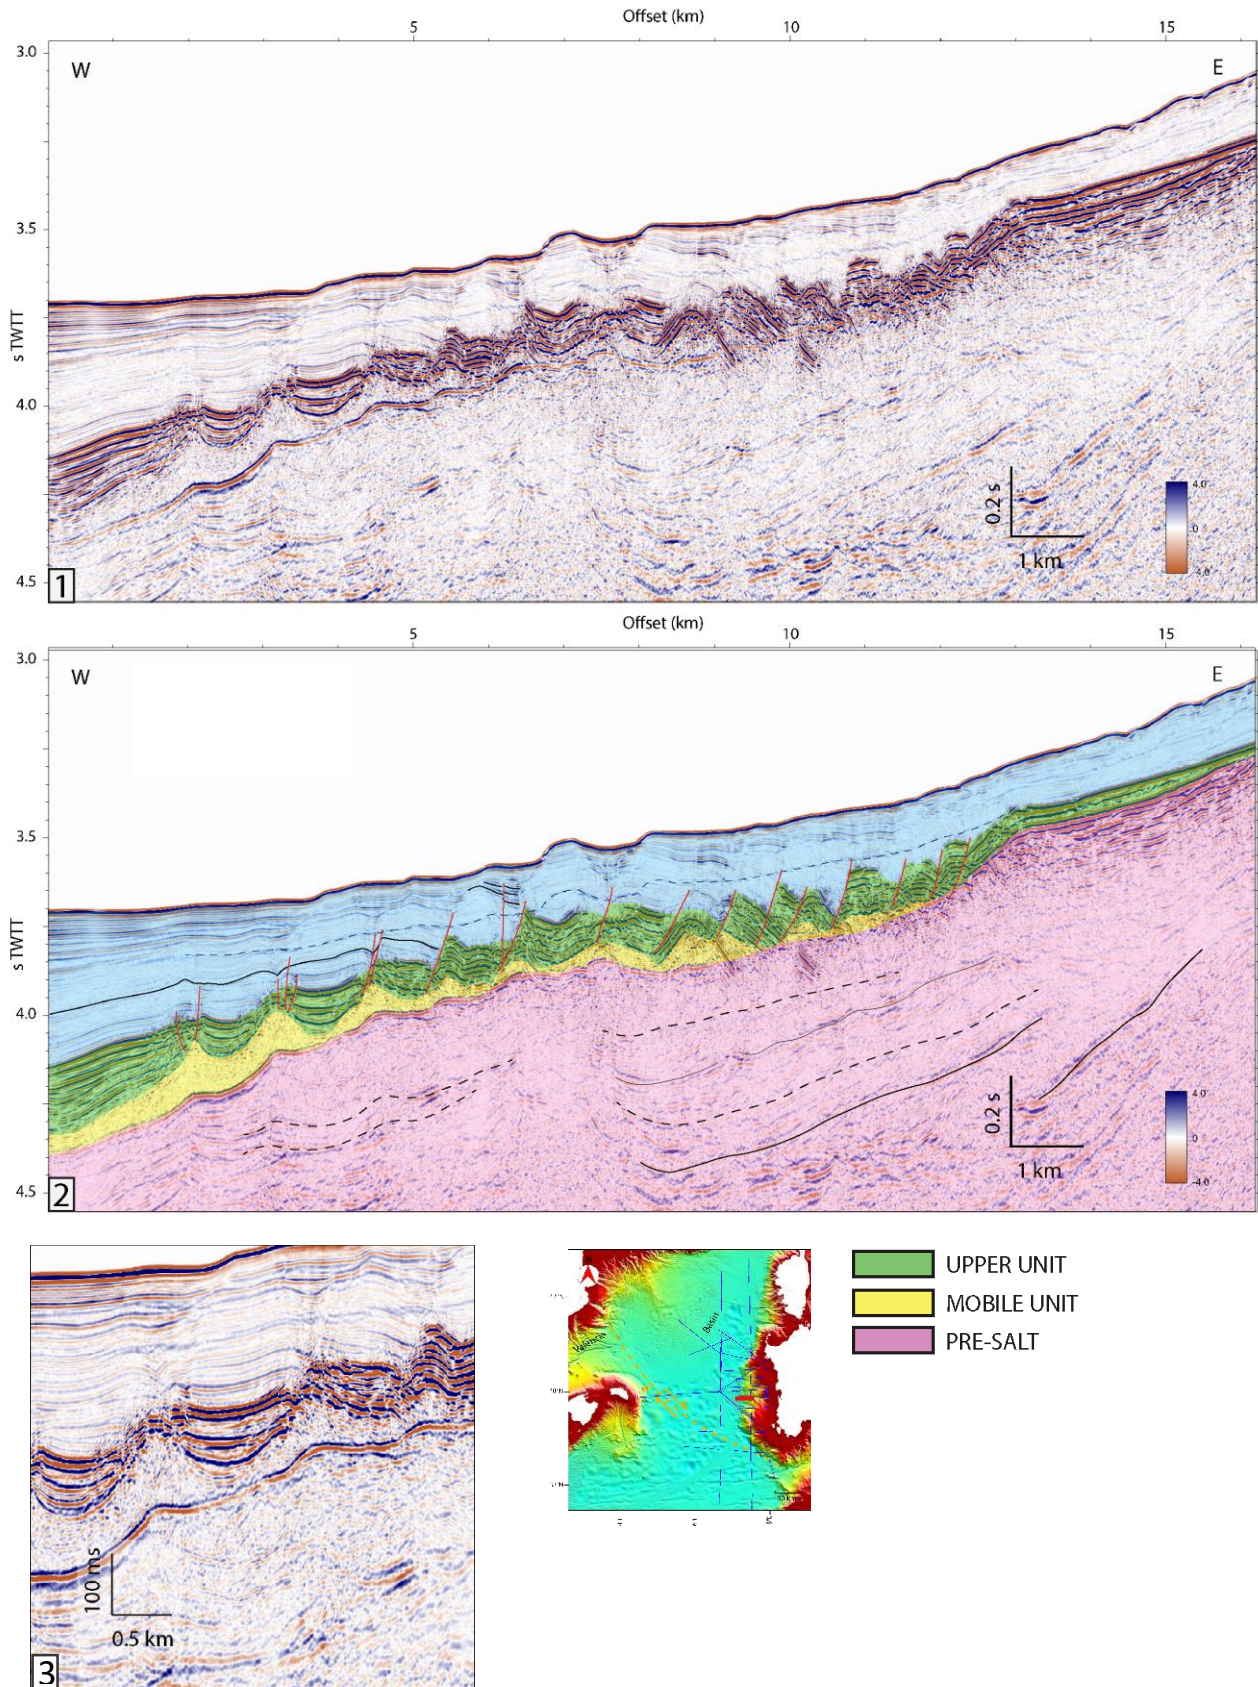 Offset (km)
5 10 15
3.0
W E
3.5
s TWTT
4.0
0.2 s
4.0
0
-4.0
1 km
4.5
1
Offset (km)
5 10 15
3.0
W E
3.5
s TWTT
4.0
0.2 s
4.0
0
-4.0
1 km
4.5
2
100 ms
0.5 km
3
Valencia
Basin
UPPER UNIT
MOBILE UNIT
PRE-SALT